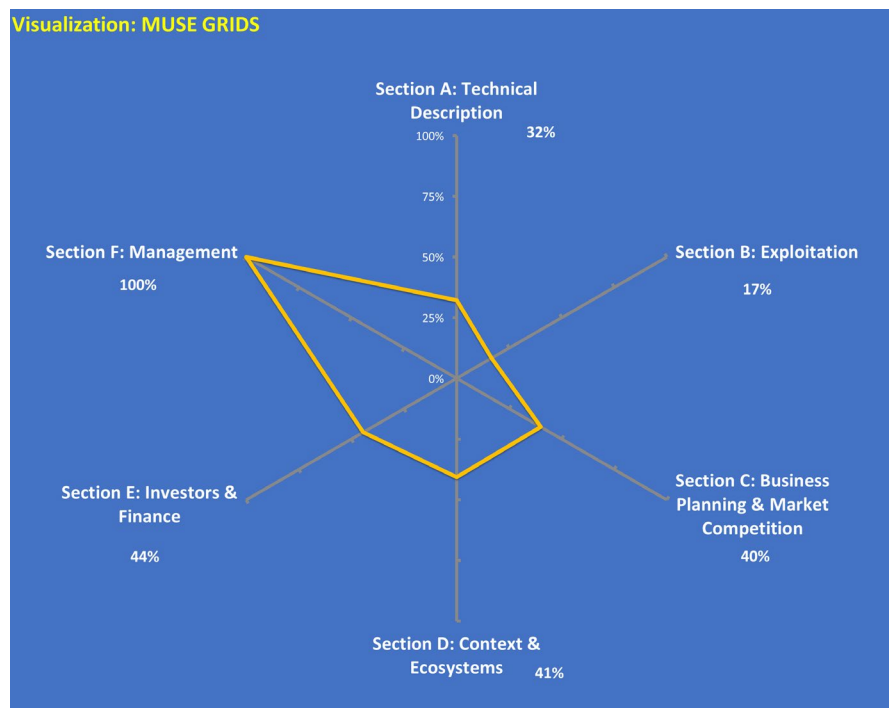 Visualization: MUSE GRIDS
Section A: Technical
Description
32%
100%
75%
50%
25%
0%
Section B: Exploitation
17%
Section C: Business
Planning & Market
Competition
40%
Section D: Context &
Ecosystems
41%
Section E: Investors &
Finance
44%
Section F: Management
100%